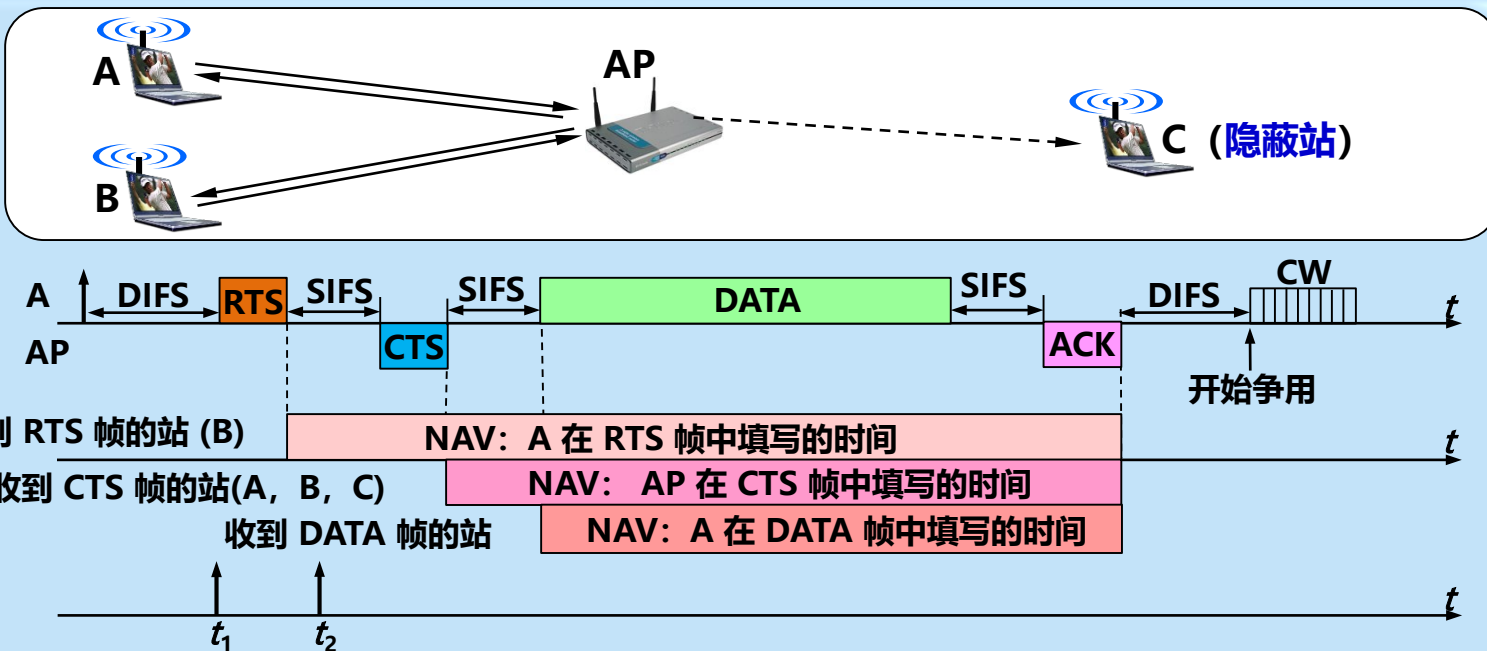 A
AP
C (隐蔽站)
B
A
DIFS
RTS
SIFS
SIFS
DATA
SIFS
DIFS
CW
t
AP
CTS
ACK
开始争用
RTS 帧的站 (B)
NAV:A 在 RTS 帧中填写的时间
t
收到 CTS 帧的站(A,B,C)
NAV: AP 在 CTS 帧中填写的时间
收到 DATA 帧的站
NAV:A 在 DATA 帧中填写的时间
t
t1
t2